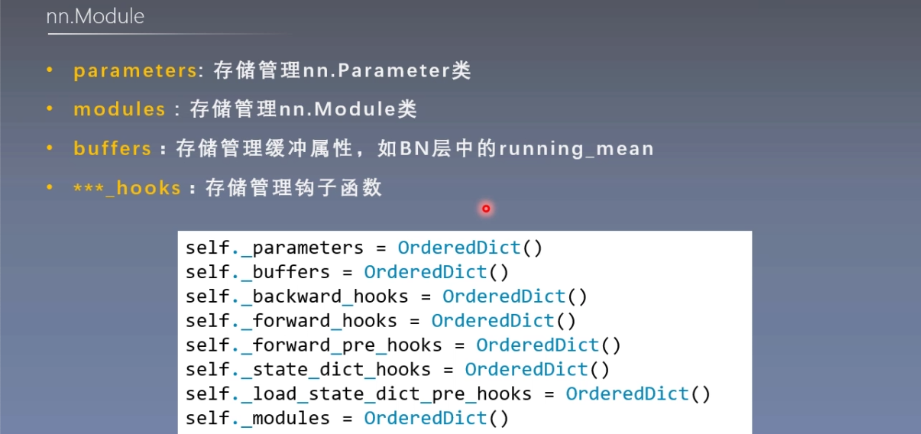 nn.Module
• parameters: 存储管理nn.Parameter类
• modules : 存储管理nn.Module类
• buffers：存储管理缓冲属性，如BN层中的running_mean
• ***_hooks：存储管理钩子函数
self._parameters = OrderedDict()
self._buffers = OrderedDict()
self._backward_hooks = OrderedDict()
self._forward_hooks = OrderedDict()
self._forward_pre_hooks = OrderedDict()
self._state_dict_hooks = OrderedDict()
self._load_state_dict_pre_hooks = OrderedDict()
self._modules = OrderedDict()